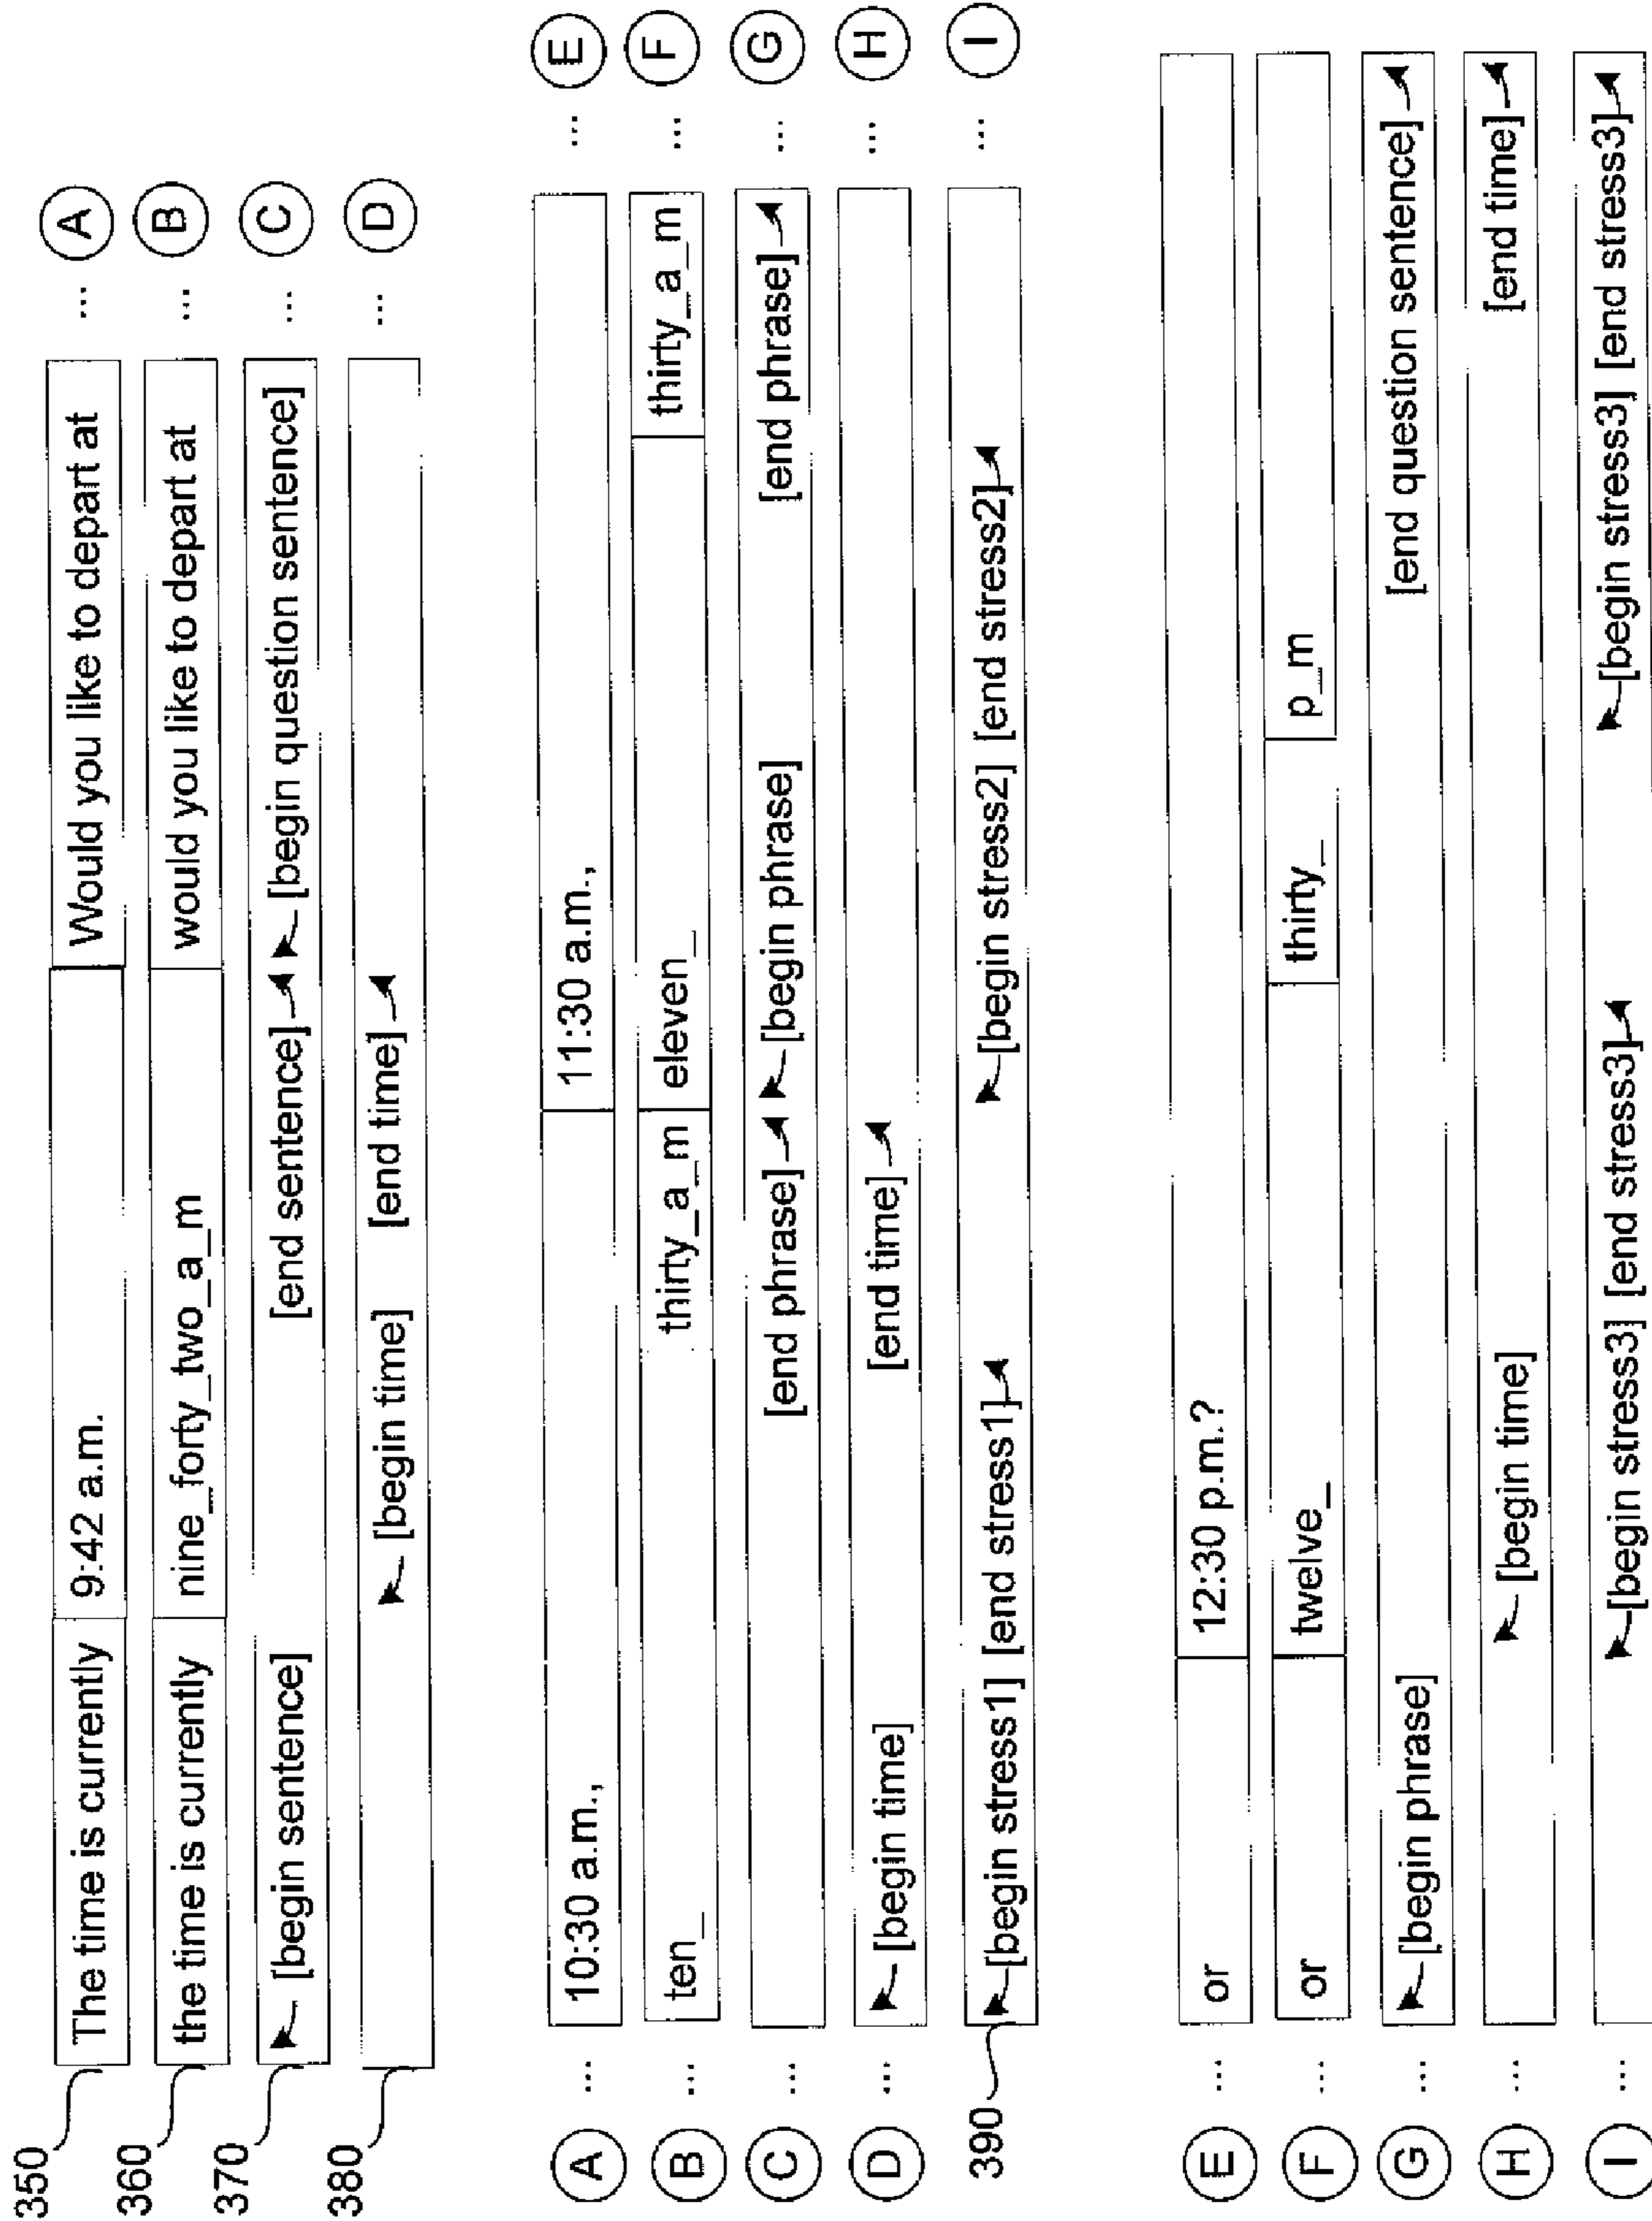 350 The time is currently 9:42 a.m. Would you like to depart at ... A
360 the time is currently nine_forty_two_a_m would you like to depart at ... B
370 [begin sentence] [end sentence] [begin question sentence] ... C
380 [begin time] [end time] ... D
A ... 10:30 a.m., 11:30 a.m., ... E
B ... ten_ thirty_a_m eleven_ thirty_a_m ... F
C ... [end phrase] [begin phrase] [end phrase] ... G
D ... [begin time] [end time] ... H
390 [begin stress1] [end stress1] [begin stress2] [end stress2] ... I
E ... or 12:30 p.m.? 
F ... or twelve_ thirty_ p_m
G ... [begin phrase] [end question sentence]
H ... [begin time] [end time]
I ... [begin stress3] [end stress3] [begin stress3] [end stress3]